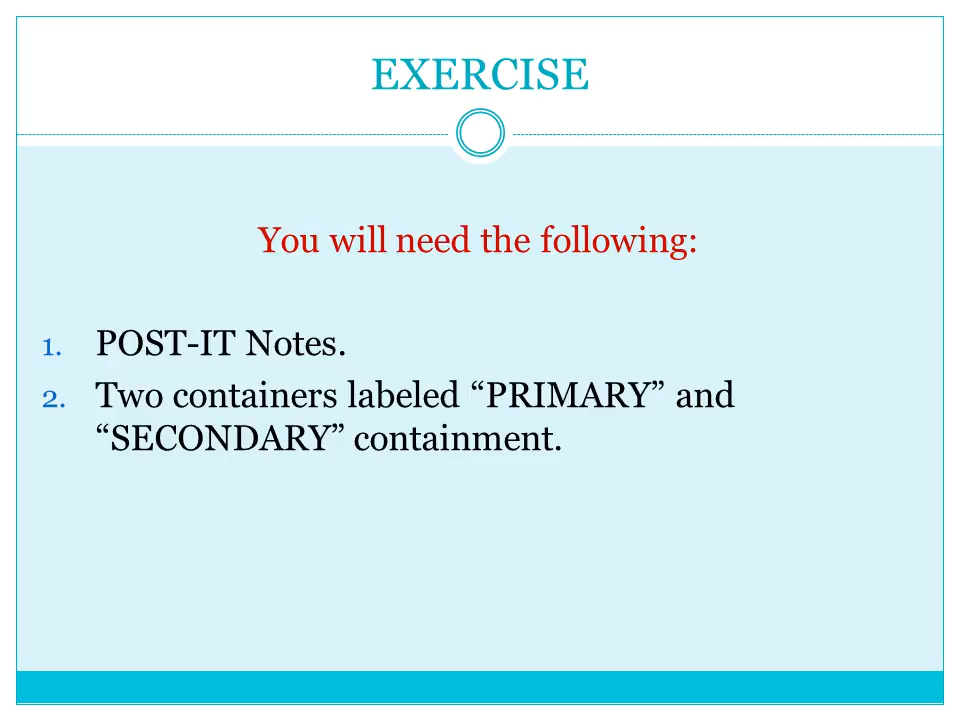 EXERCISE
You will need the following:
1. POST-IT Notes.
2. Two containers labeled “PRIMARY” and
“SECONDARY” containment.